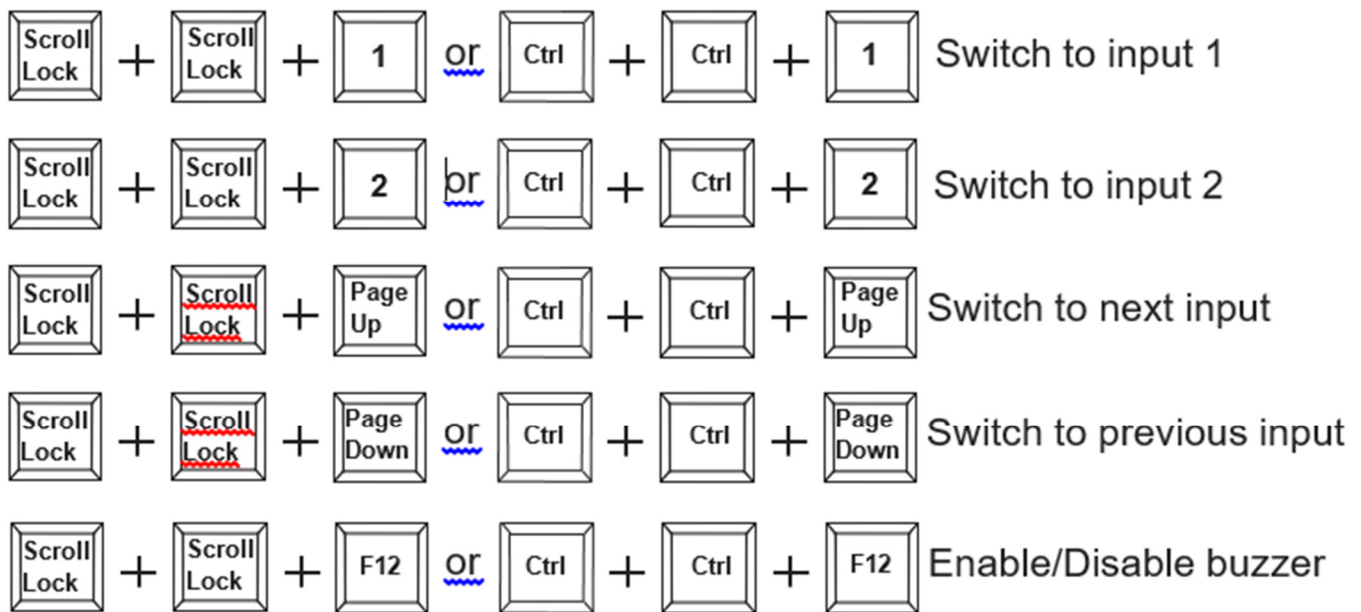 Scroll Lock + Scroll Lock + 1 or Ctrl + Ctrl + 1 Switch to input 1
Scroll Lock + Scroll Lock + 2 or Ctrl + Ctrl + 2 Switch to input 2
Scroll Lock + Scroll Lock + Page Up or Ctrl + Ctrl + Page Up Switch to next input
Scroll Lock + Scroll Lock + Page Down or Ctrl + Ctrl + Page Down Switch to previous input
Scroll Lock + Scroll Lock + F12 or Ctrl + Ctrl + F12 Enable/Disable buzzer